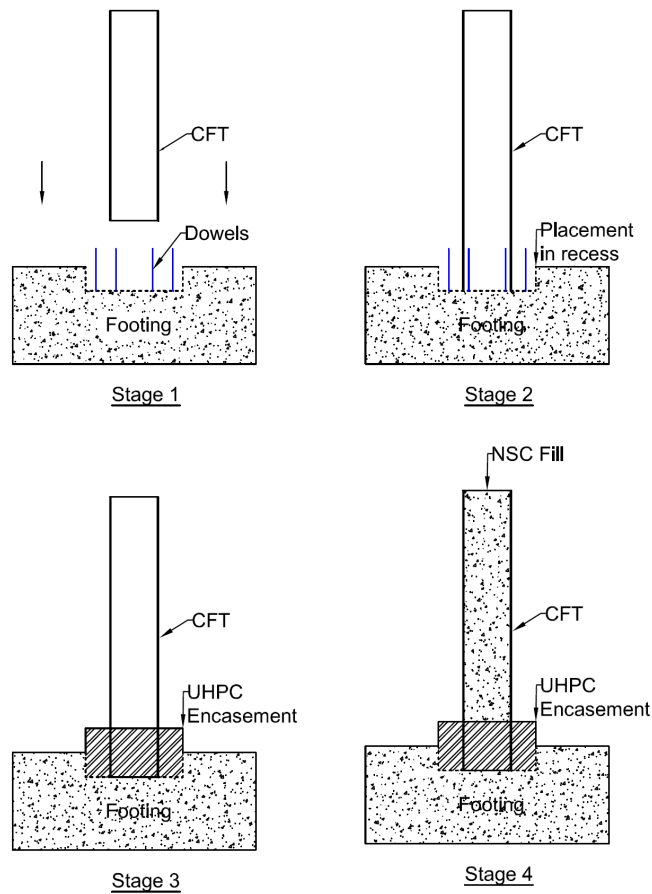 CFT
Dowels
Footing
Stage 1
CFT
Placement
in recess
Footing
Stage 2
CFT
UHPC
Encasement
Footing
Stage 3
NSC Fill
CFT
UHPC
Encasement
Footing
Stage 4